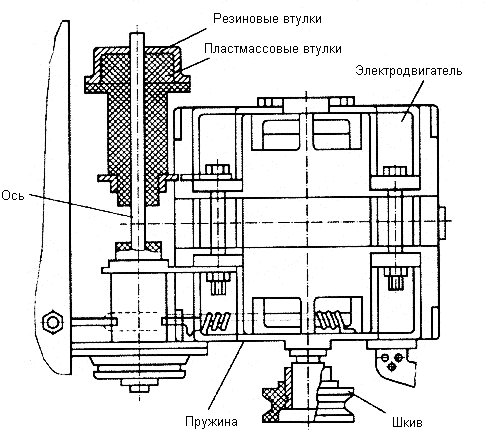 Резиновые втулки
Пластмассовые втулки
Электродвигатель
Ось
Пружина
Шкив